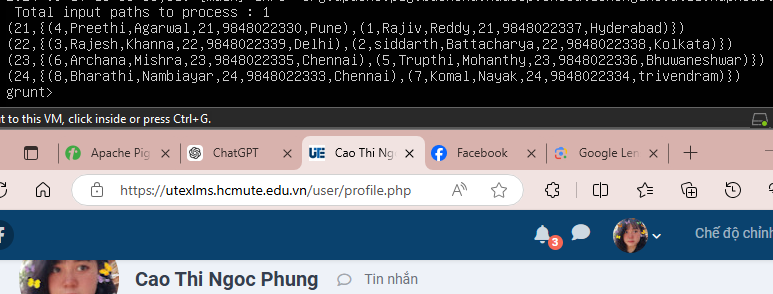 Total input paths to process : 1
(21,{(4,Preethi,Agarwal,21,9848022330,Pune),(1,Rajiv,Reddy,21,9848022337,Hyderabad)})
(22,{(3,Rajesh,Khanna,22,9848022339,Delhi),(2,siddarth,Battacharya,22,9848022338,Kolkata)})
(23,{(6,Archana,Mishra,23,9848022335,Chennai),(5,Trupthi,Mohanthy,23,9848022336,Bhuwaneshwar)})
(24,{(8,Bharathi,Nambiayar,24,9848022333,Chennai),(7,Komal,Nayak,24,9848022334,trivendram)})
grunt>
ut to this VM, click inside or press Ctrl+G.
Apache Pig ChatGPT UTE Cao Thi Ngo Facebook Google Len
https://utexlms.hcmute.edu.vn/user/profile.php
3 Chế độ chỉnh
Cao Thi Ngoc Phung Tin nhắn